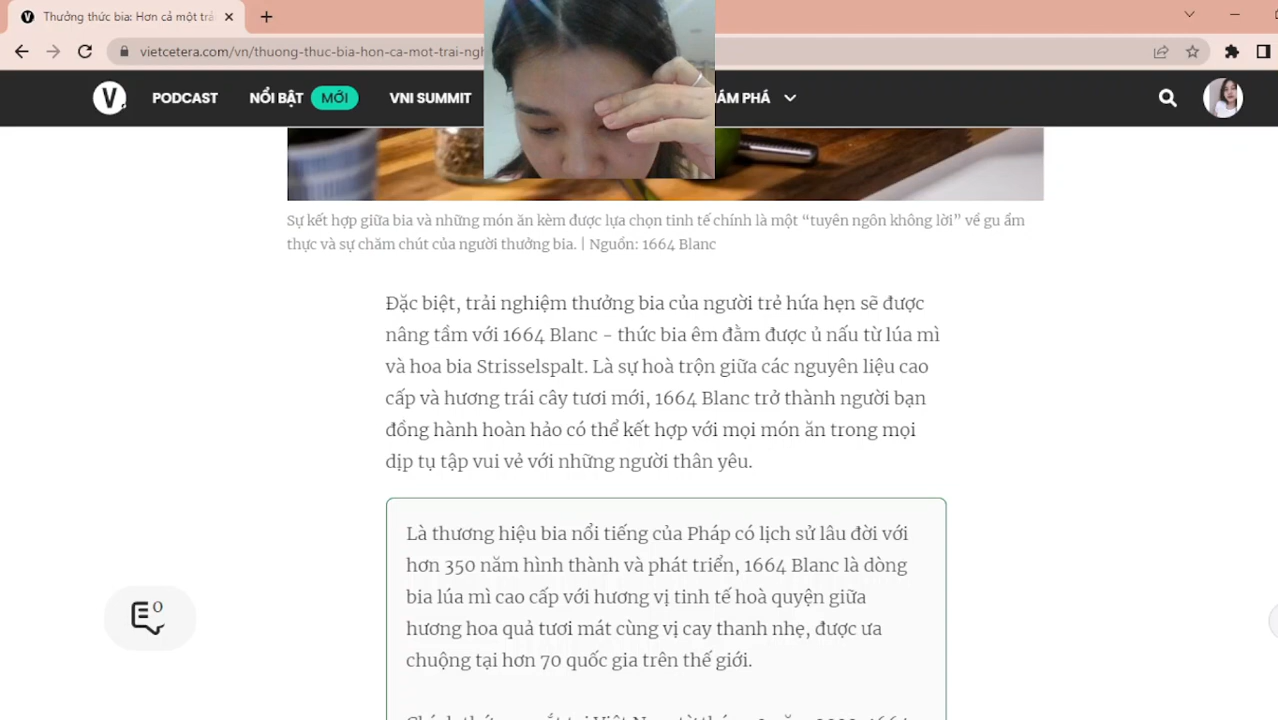 Thưởng thức bia: Hơn cả một trả
vietcetera.com/vn/thuong-thuc-bia-hon-ca-mot-trai-ngh
V
PODCAST NỔI BẬT MỚI VNI SUMMIT ÁM PHÁ
Sự kết hợp giữa bia và những món ăn kèm được lựa chọn tinh tế chính là một “tuyên ngôn không lời” về gu ẩm
thực và sự chăm chút của người thưởng bia. | Nguồn: 1664 Blanc
Đặc biệt, trải nghiệm thưởng bia của người trẻ hứa hẹn sẽ được
nâng tầm với 1664 Blanc - thức bia êm đằm được ủ nấu từ lúa mì
và hoa bia Strisselspalt. Là sự hoà trộn giữa các nguyên liệu cao
cấp và hương trái cây tươi mới, 1664 Blanc trở thành người bạn
đồng hành hoàn hảo có thể kết hợp với mọi món ăn trong mọi
dịp tụ tập vui vẻ với những người thân yêu.
Là thương hiệu bia nổi tiếng của Pháp có lịch sử lâu đời với
hơn 350 năm hình thành và phát triển, 1664 Blanc là dòng
bia lúa mì cao cấp với hương vị tinh tế hoà quyện giữa
hương hoa quả tươi mát cùng vị cay thanh nhẹ, được ưa
chuộng tại hơn 70 quốc gia trên thế giới.
0